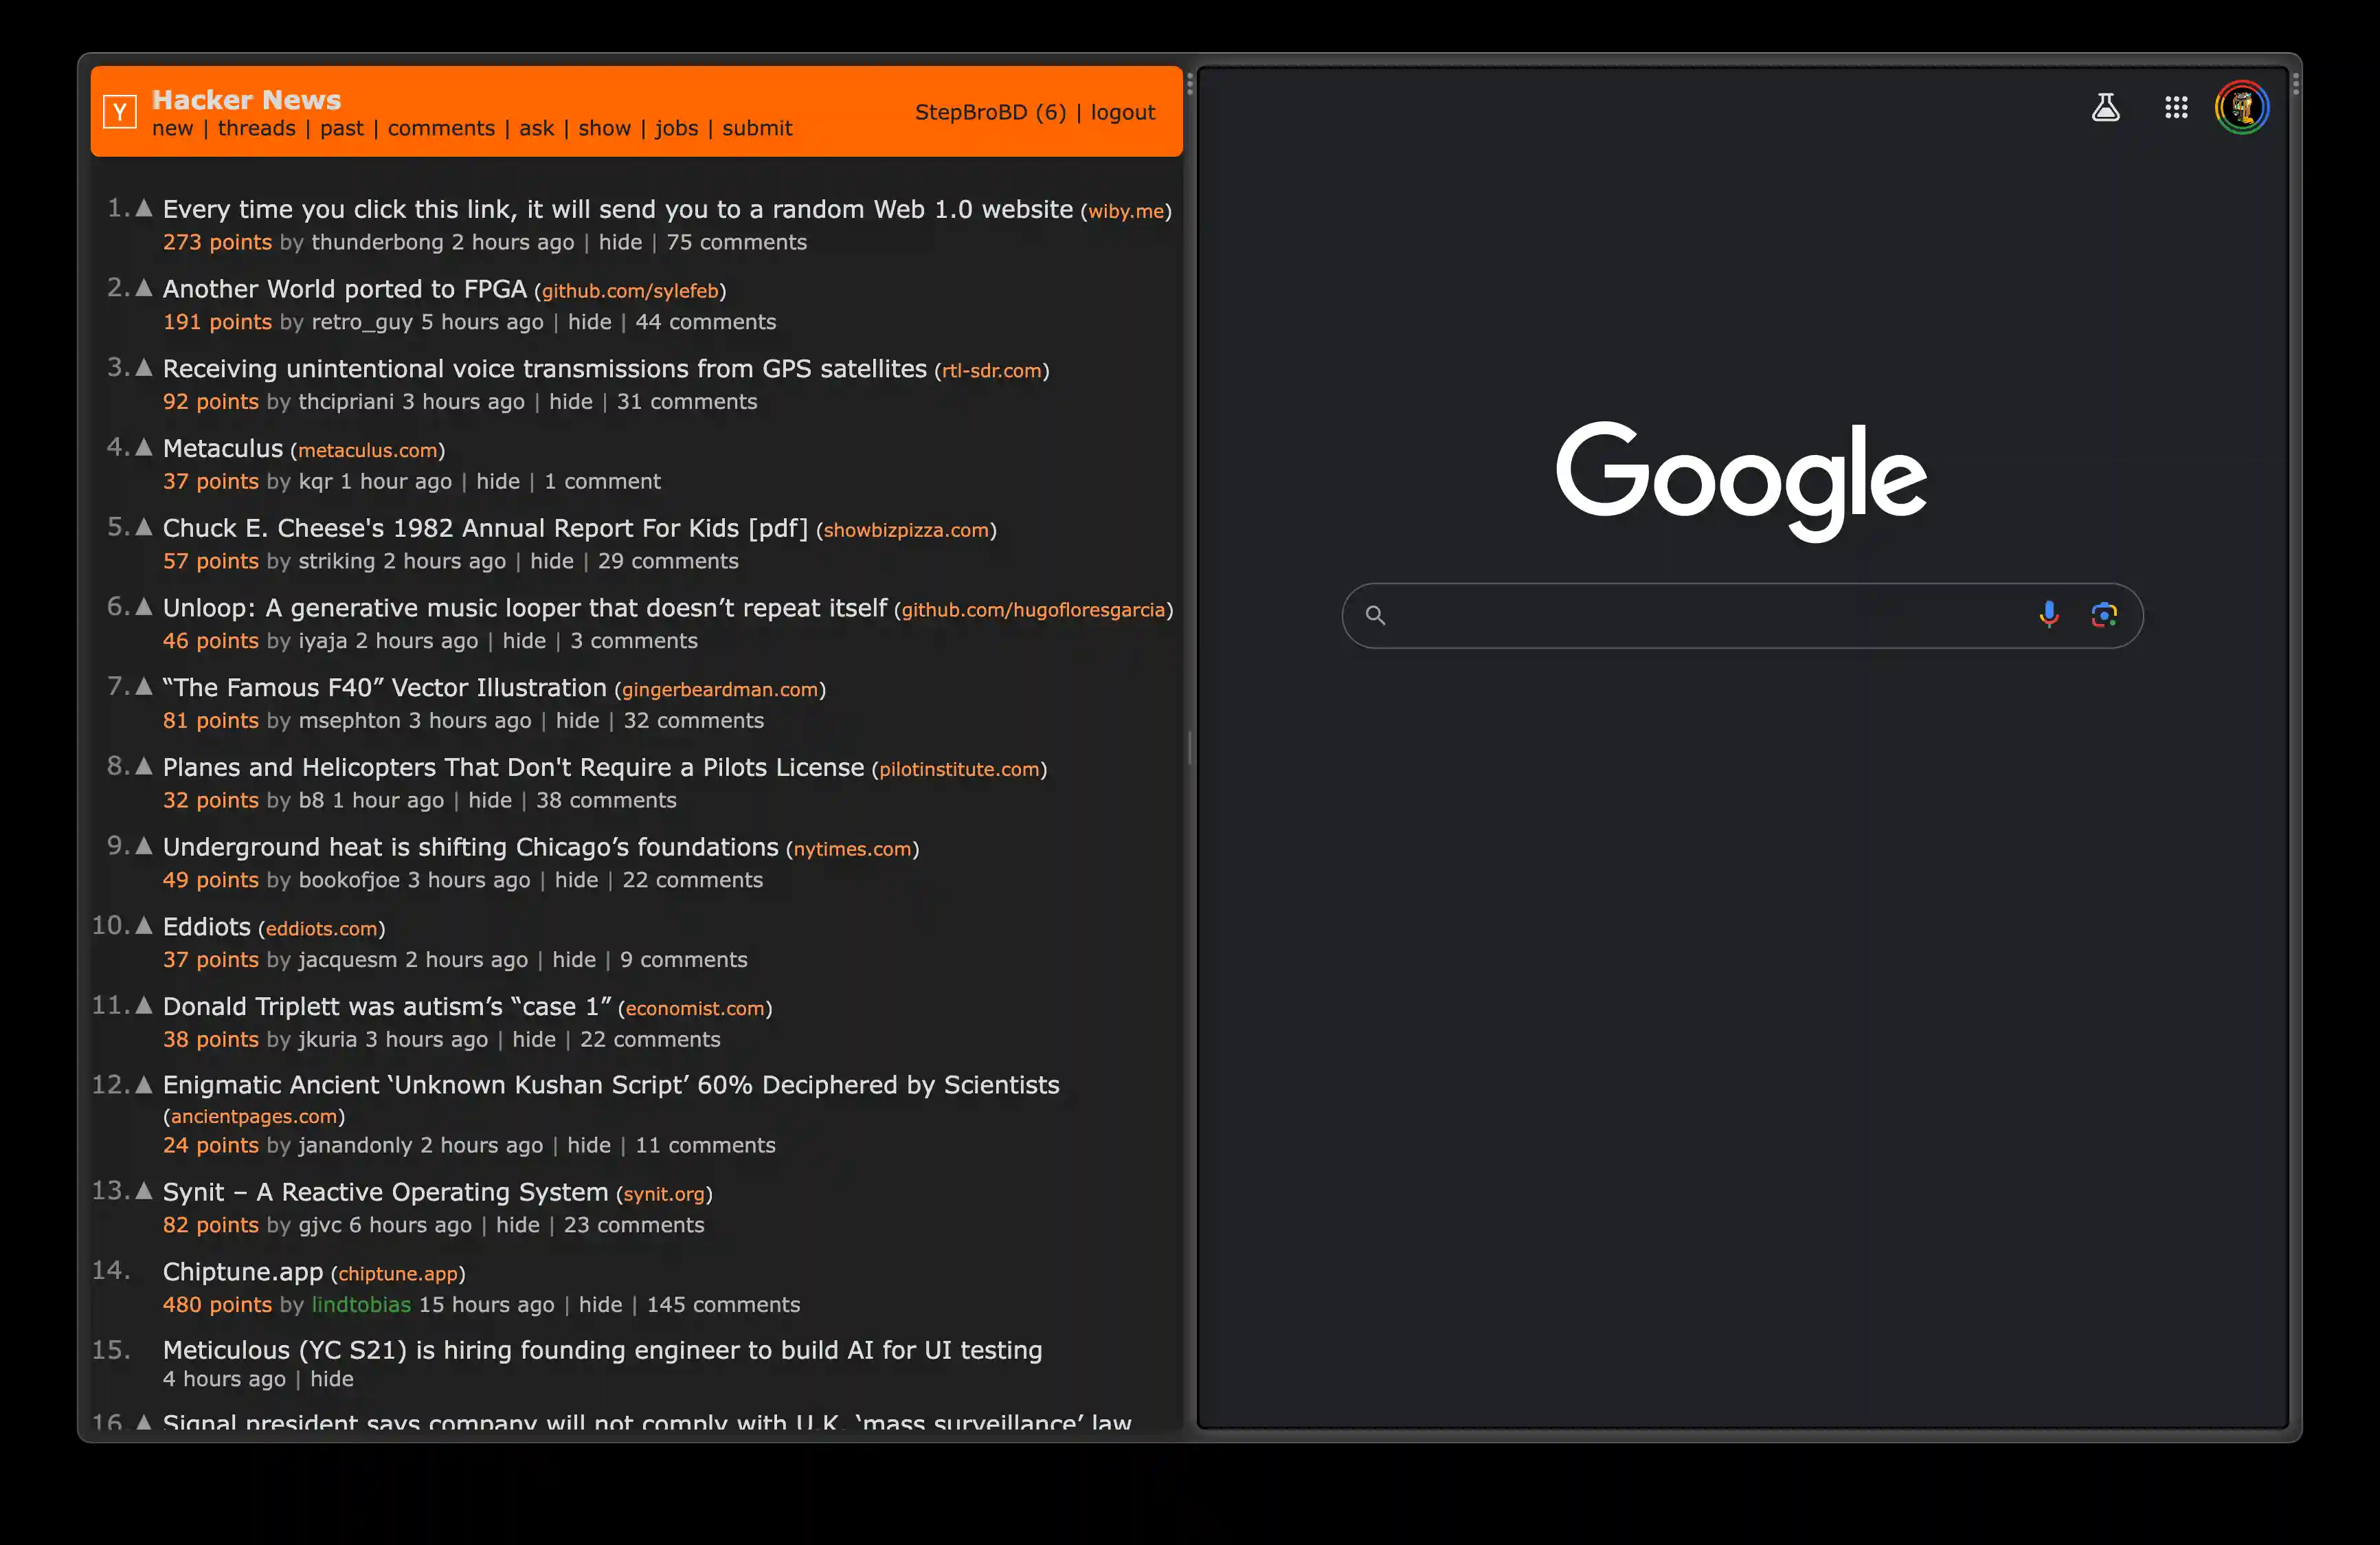 Y
Hacker News
new | threads | past | comments | ask | show | jobs | submit
StepBroBD (6) | logout
1. Every time you click this link, it will send you to a random Web 1.0 website (wiby.me)
273 points by thunderbong 2 hours ago | hide | 75 comments
2. Another World ported to FPGA (github.com/sylefeb)
191 points by retro_guy 5 hours ago | hide | 44 comments
3. Receiving unintentional voice transmissions from GPS satellites (rtl-sdr.com)
92 points by thcipriani 3 hours ago | hide | 31 comments
4. Metaculus (metaculus.com)
37 points by kqr 1 hour ago | hide | 1 comment
5. Chuck E. Cheese's 1982 Annual Report For Kids [pdf] (showbizpizza.com)
57 points by striking 2 hours ago | hide | 29 comments
6. Unloop: A generative music looper that doesn’t repeat itself (github.com/hugofloresgarcia)
46 points by iyaja 2 hours ago | hide | 3 comments
7. “The Famous F40” Vector Illustration (gingerbeardman.com)
81 points by msephton 3 hours ago | hide | 32 comments
8. Planes and Helicopters That Don't Require a Pilots License (pilotinstitute.com)
32 points by b8 1 hour ago | hide | 38 comments
9. Underground heat is shifting Chicago’s foundations (nytimes.com)
49 points by bookofjoe 3 hours ago | hide | 22 comments
10. Eddiots (eddiots.com)
37 points by jacquesm 2 hours ago | hide | 9 comments
11. Donald Triplett was autism’s “case 1” (economist.com)
38 points by jkuria 3 hours ago | hide | 22 comments
12. Enigmatic Ancient ‘Unknown Kushan Script’ 60% Deciphered by Scientists
(ancientpages.com)
24 points by janandonly 2 hours ago | hide | 11 comments
13. Synit – A Reactive Operating System (synit.org)
82 points by gjvc 6 hours ago | hide | 23 comments
14. Chiptune.app (chiptune.app)
480 points by lindtobias 15 hours ago | hide | 145 comments
15. Meticulous (YC S21) is hiring founding engineer to build AI for UI testing
4 hours ago | hide
16. Signal president says company will not comply with U.K. ‘mass surveillance’ law
Google